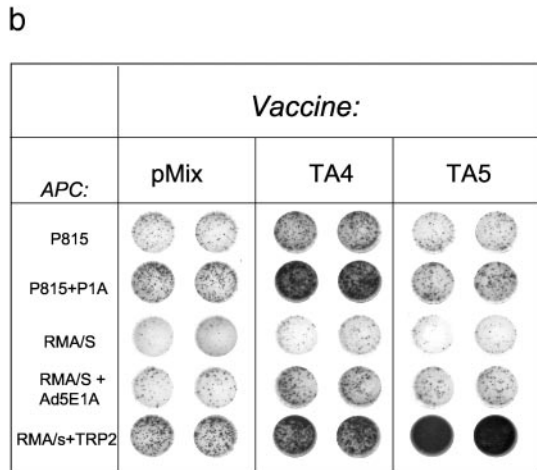 b
Vaccine:
APC:
pMix
TA4
TA5
P815
P815+P1A
RMA/S
RMA/S +
Ad5E1A
RMA/s+TRP2